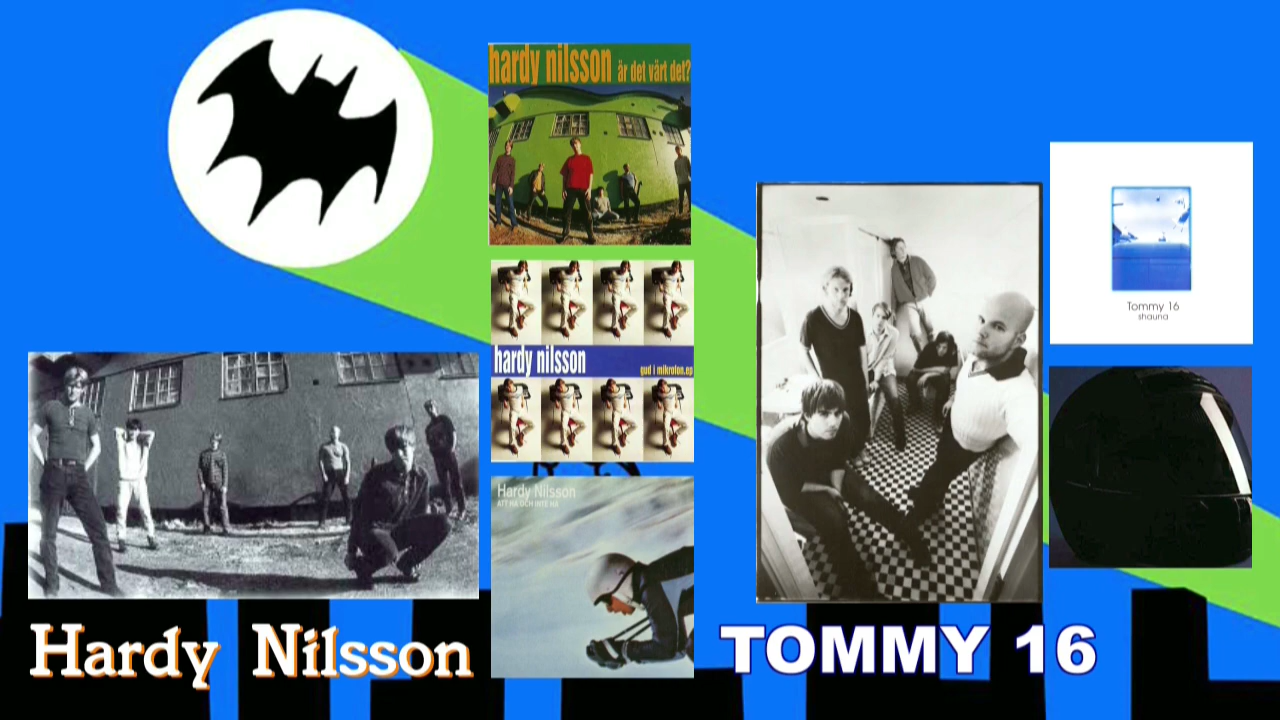 hardy nilsson är det värt det?
hardy nilsson gud i mikrofon.ep
Hardy Nilsson
ATT HA OCH INTE HA
Tommy 16
shauna
Hardy Nilsson
TOMMY 16